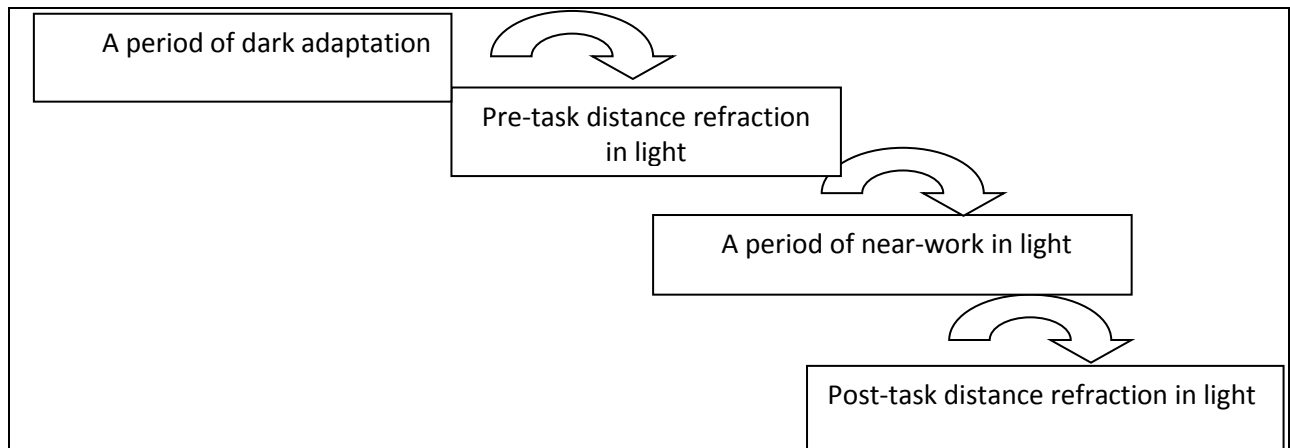 A period of dark adaptation
Pre-task distance refraction
in light
A period of near-work in light
Post-task distance refraction in light